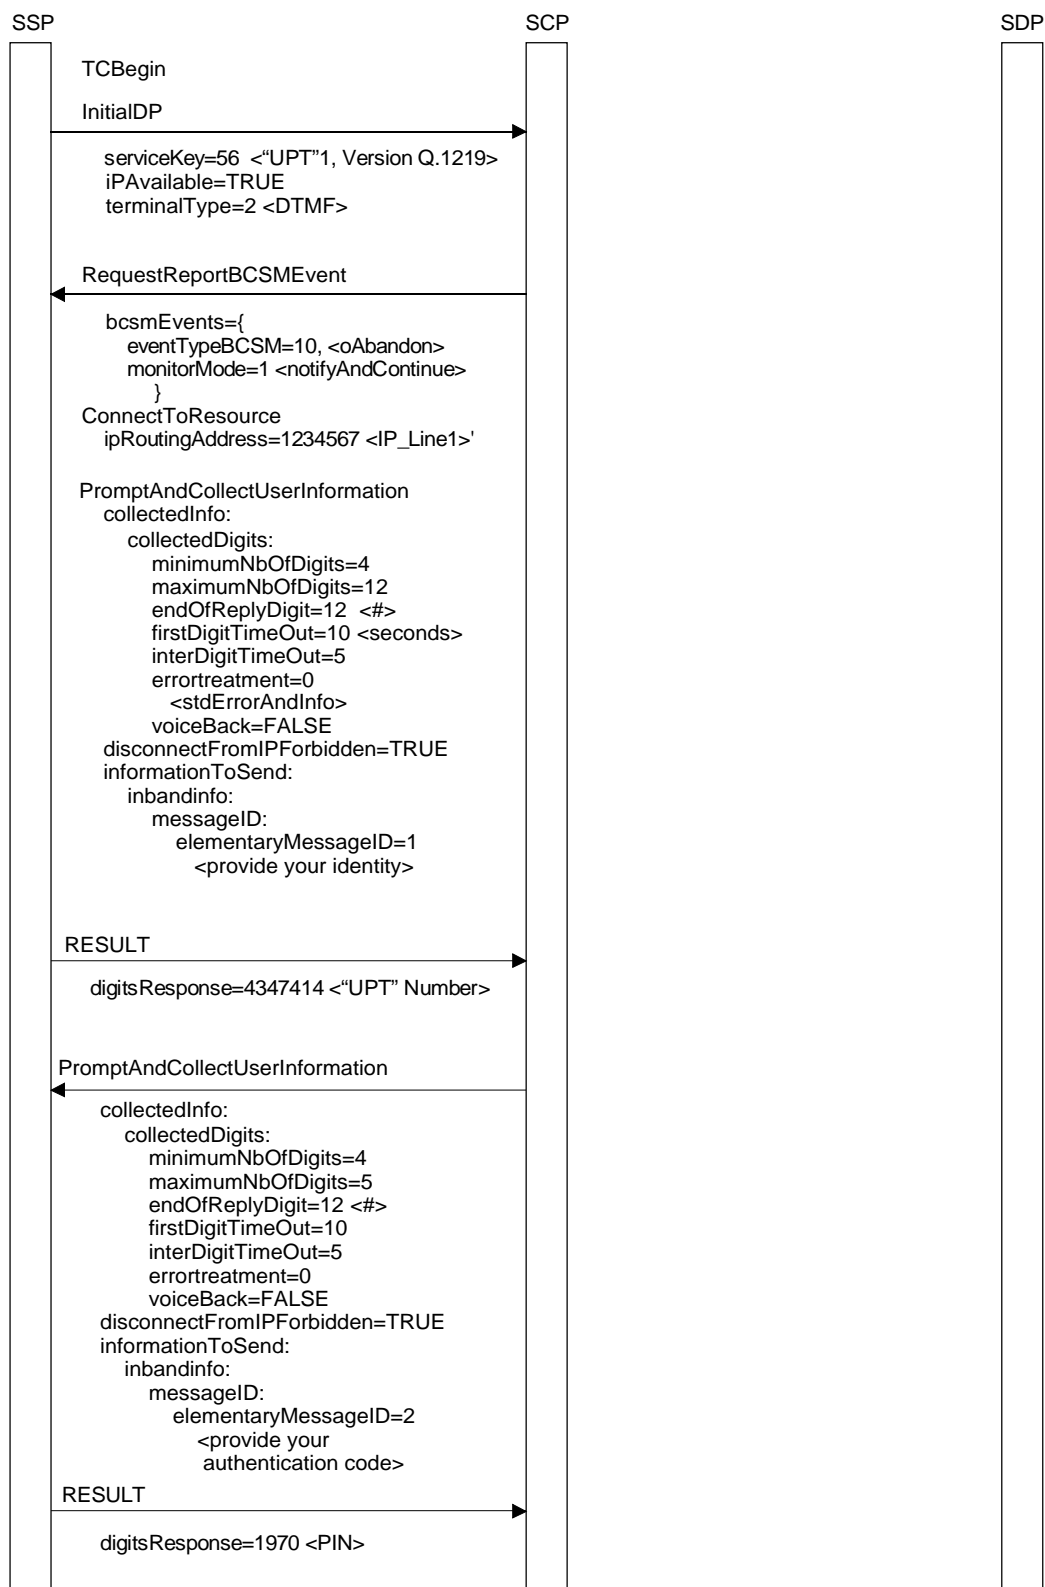 SSP SCP SDP
TCBegin
InitialDP
serviceKey=56 <“UPT”1, Version Q.1219>
iPAvailable=TRUE
terminalType=2 <DTMF>
RequestReportBCSMEvent
bcsmEvents={
eventTypeBCSM=10, <oAbandon>
monitorMode=1 <notifyAndContinue>
}
ConnectToResource
ipRoutingAddress=1234567 <IP_Line1>'
PromptAndCollectUserInformation
collectedInfo:
collectedDigits:
minimumNbOfDigits=4
maximumNbOfDigits=12
endOfReplyDigit=12 <#>
firstDigitTimeOut=10 <seconds>
interDigitTimeOut=5
errortreatment=0
<stdErrorAndInfo>
voiceBack=FALSE
disconnectFromIPForbidden=TRUE
informationToSend:
inbandinfo:
messageID:
elementaryMessageID=1
<provide your identity>
RESULT
digitsResponse=4347414 <“UPT” Number>
PromptAndCollectUserInformation
collectedInfo:
collectedDigits:
minimumNbOfDigits=4
maximumNbOfDigits=5
endOfReplyDigit=12 <#>
firstDigitTimeOut=10
interDigitTimeOut=5
errortreatment=0
voiceBack=FALSE
disconnectFromIPForbidden=TRUE
informationToSend:
inbandinfo:
messageID:
elementaryMessageID=2
<provide your
authentication code>
RESULT
digitsResponse=1970 <PIN>